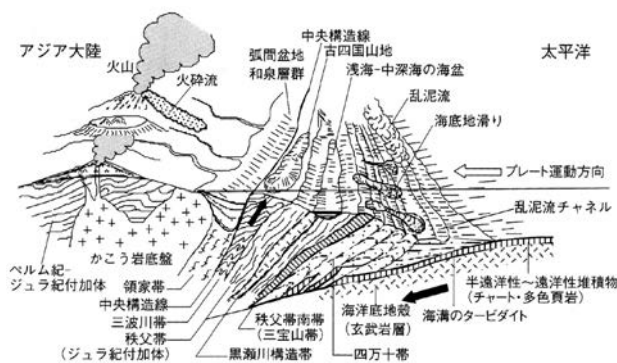 アジア大陸
火山
火砕流
弧間盆地
和泉層群
中央構造線
古四国山地
浅海-中深海の海盆
太平洋
乱泥流
海底地滑り
プレート運動方向
乱泥流チャネル
かこう岩底盤
ペルム紀-
ジュラ紀付加体
領家帯
中央構造線
三波川帯
秩父帯
(ジュラ紀付加体)
黒瀬川構造帯
秩父帯南帯
(三宝山帯)
四万十帯
海洋底地殻
(玄武岩層)
海溝のタービダイト
半遠洋性~遠洋性堆積物
(チャート・多色頁岩)